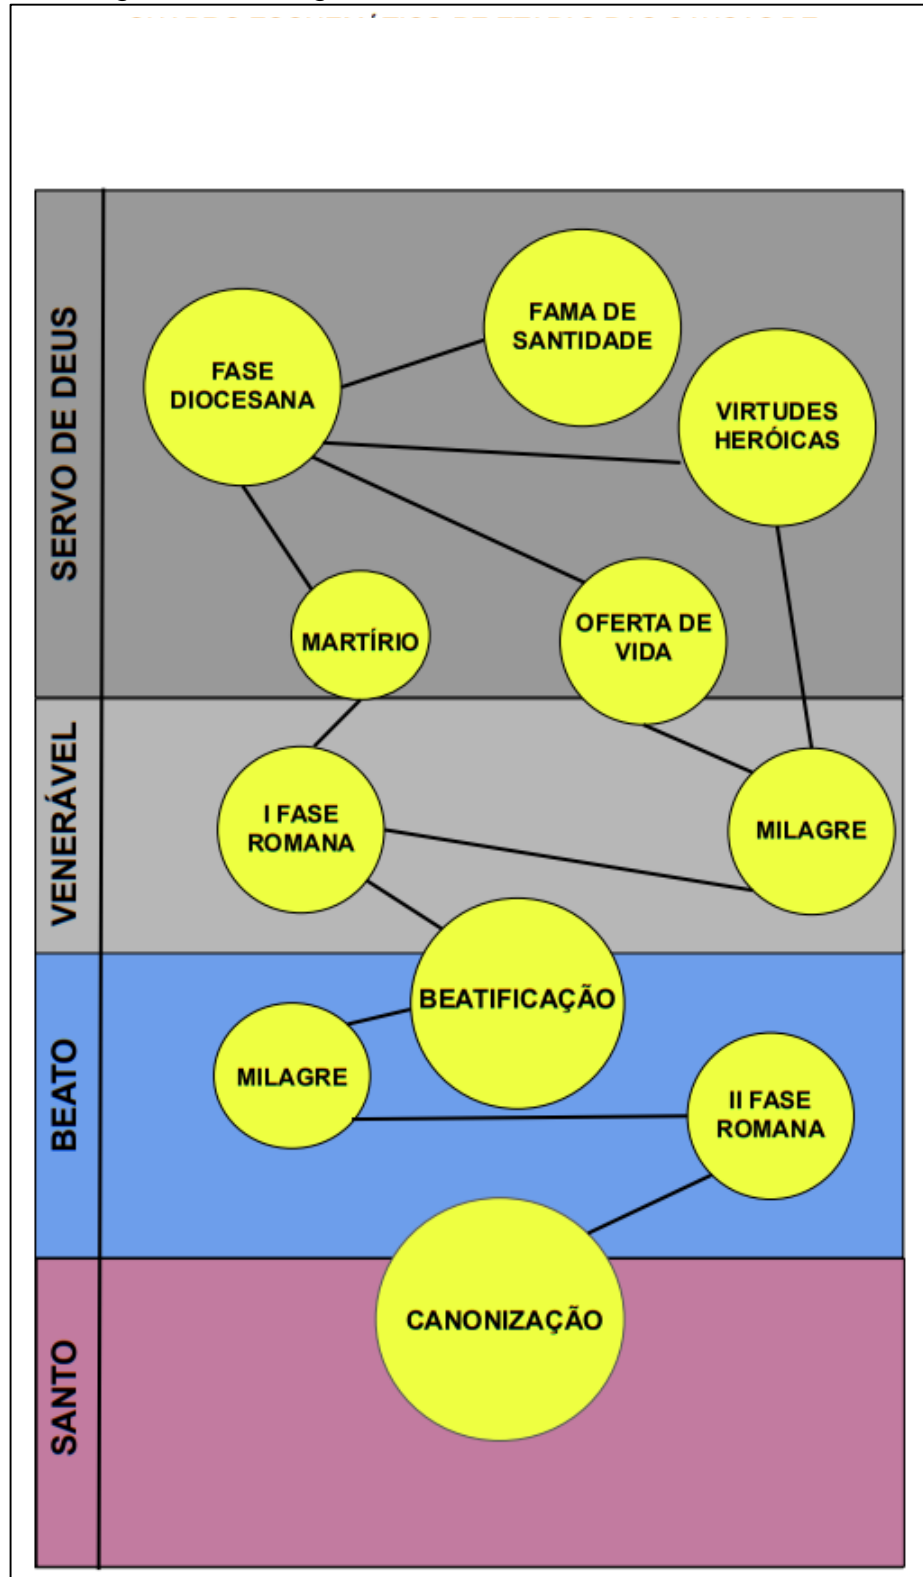 SERVO DE DEUS
FAMA DE
SANTIDADE
FASE
DIOCESANA
VIRTUDES
HERÓICAS
MARTÍRIO
OFERTA DE
VIDA
VENERÁVEL
I FASE
ROMANA
MILAGRE
BEATO
BEATIFICAÇÃO
MILAGRE
II FASE
ROMANA
SANTO
CANONIZAÇÃO